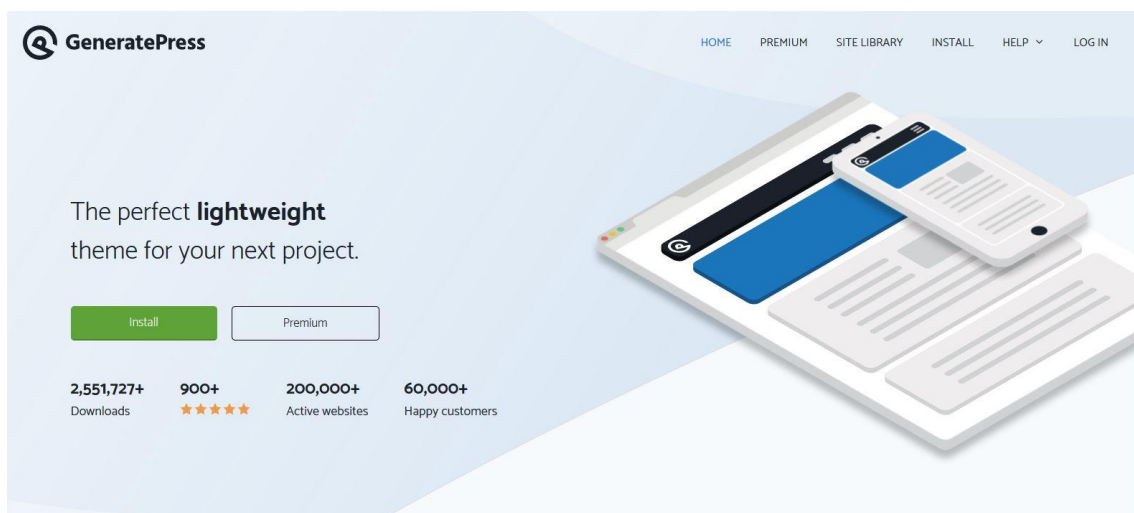 GeneratePress
HOME PREMIUM SITE LIBRARY INSTALL HELP LOG IN
The perfect lightweight
theme for your next project.
Install Premium
2,551,727+ 900+ 200,000+ 60,000+
Downloads Active websites Happy customers